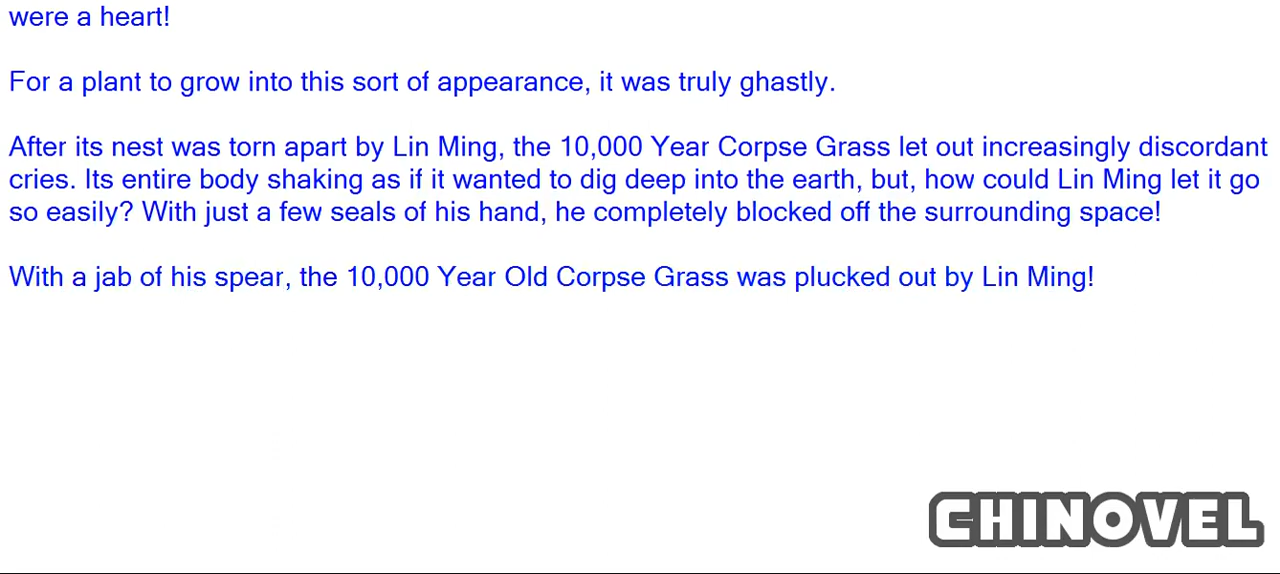 were a heart!
For a plant to grow into this sort of appearance, it was truly ghastly.
After its nest was torn apart by Lin Ming, the 10,000 Year Corpse Grass let out increasingly discordant
cries. Its entire body shaking as if it wanted to dig deep into the earth, but, how could Lin Ming let it go
so easily? With just a few seals of his hand, he completely blocked off the surrounding space!
With a jab of his spear, the 10,000 Year Old Corpse Grass was plucked out by Lin Ming!
CHINOVEL